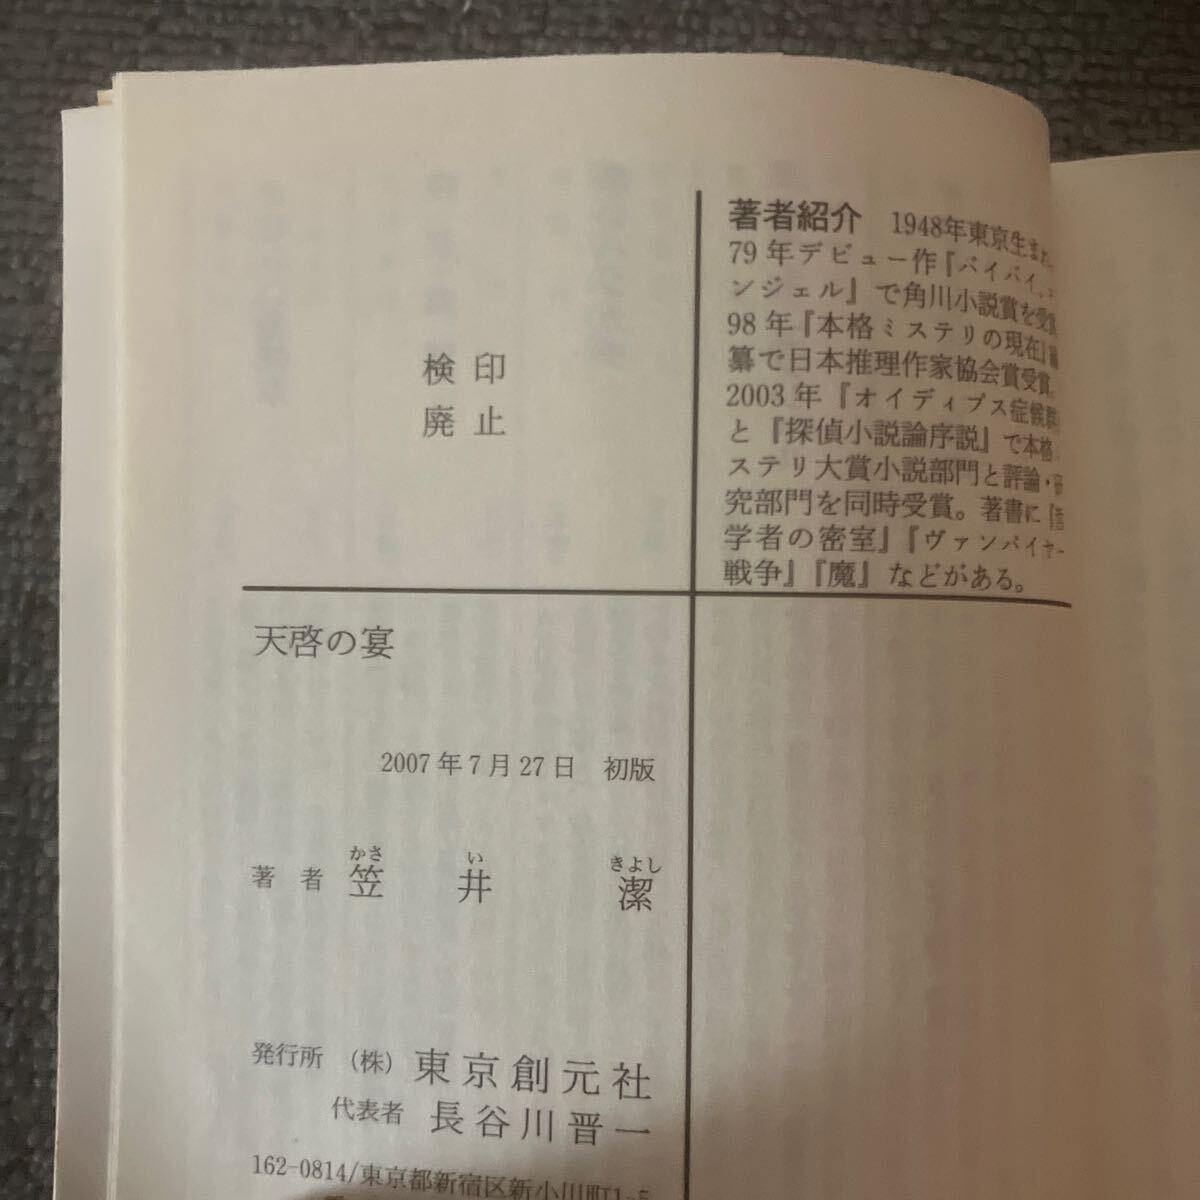 著者紹介 1948年東京生まれ
79年デビュー作『バイバイ、エ
ンジェル』で角川小説賞を受賞
98年『本格ミステリの現在』編
纂で日本推理作家協会賞受賞。
2003年『オイディプス症候群』
と『探偵小説論序説』で本格
ステリ大賞小説部門と評論・研
究部門を同時受賞。著書に『哲
学者の密室』『ヴァンパイヤー
戦争』『魔』などがある。
検印
廃止
天啓の宴
2007年7月27日 初版
かさ い きよし
著者 笠井 潔
発行所 (株) 東京創元社
代表者 長谷川晋一
162-0814/東京都新宿区新小川町1-5